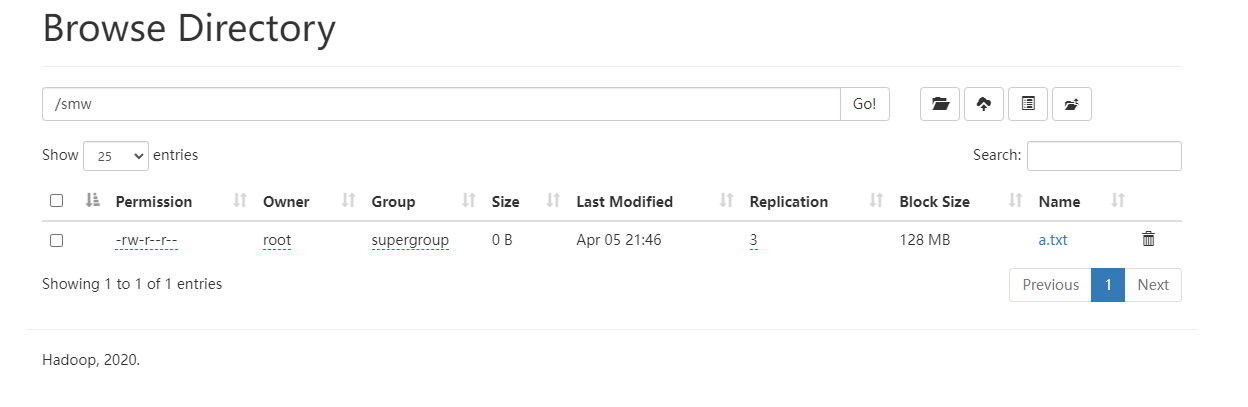 Browse Directory
/smw Go!
Show 25 entries Search:
Permission Owner Group Size Last Modified Replication Block Size Name
-rw-r--r-- root supergroup 0 B Apr 05 21:46 3 128 MB a.txt
Showing 1 to 1 of 1 entries Previous 1 Next
Hadoop, 2020.